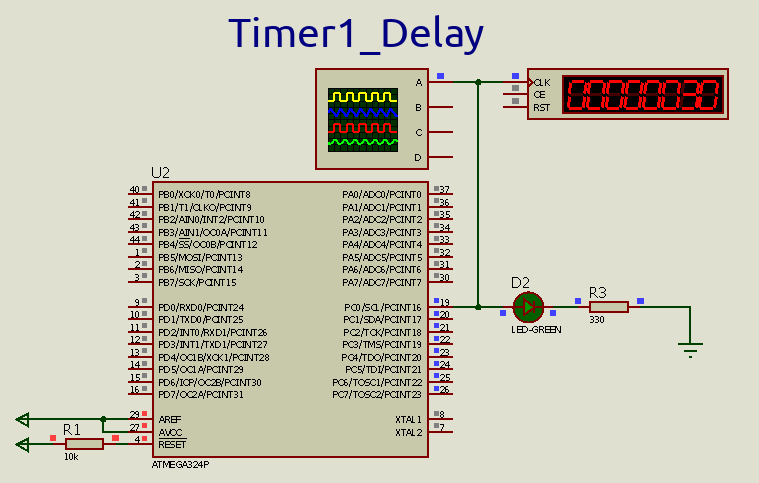 Timer1_Delay
A
B
C
D
CLK
CE
RST
00000030
U2
40 PB0/XCK0/T0/PCINT8 PA0/ADC0/PCINT0 37
41 PB1/T1/CLKO/PCINT9 PA1/ADC1/PCINT1 36
42 PB2/AIN0/INT2/PCINT10 PA2/ADC2/PCINT2 35
43 PB3/AIN1/OC0A/PCINT11 PA3/ADC3/PCINT3 34
44 PB4/SS/OC0B/PCINT12 PA4/ADC4/PCINT4 33
1 PB5/MOSI/PCINT13 PA5/ADC5/PCINT5 32
2 PB6/MISO/PCINT14 PA6/ADC6/PCINT6 31
3 PB7/SCK/PCINT15 PA7/ADC7/PCINT7 30
9 PD0/RXD0/PCINT24 PC0/SCL/PCINT16 19
10 PD1/TXD0/PCINT25 PC1/SDA/PCINT17 20
11 PD2/INT0/RXD1/PCINT26 PC2/TCK/PCINT18 21
12 PD3/INT1/TXD1/PCINT27 PC3/TMS/PCINT19 22
13 PD4/OC1B/XCK1/PCINT28 PC4/TDO/PCINT20 23
14 PD5/OC1A/PCINT29 PC5/TDI/PCINT21 24
15 PD6/ICP/OC2B/PCINT30 PC6/TOSC1/PCINT22 25
16 PD7/OC2A/PCINT31 PC7/TOSC2/PCINT23 26
29 AREF XTAL1 8
27 AVCC XTAL2 7
4 RESET
ATMEGA324P
D2
LED-GREEN
R3
330
R1
10k